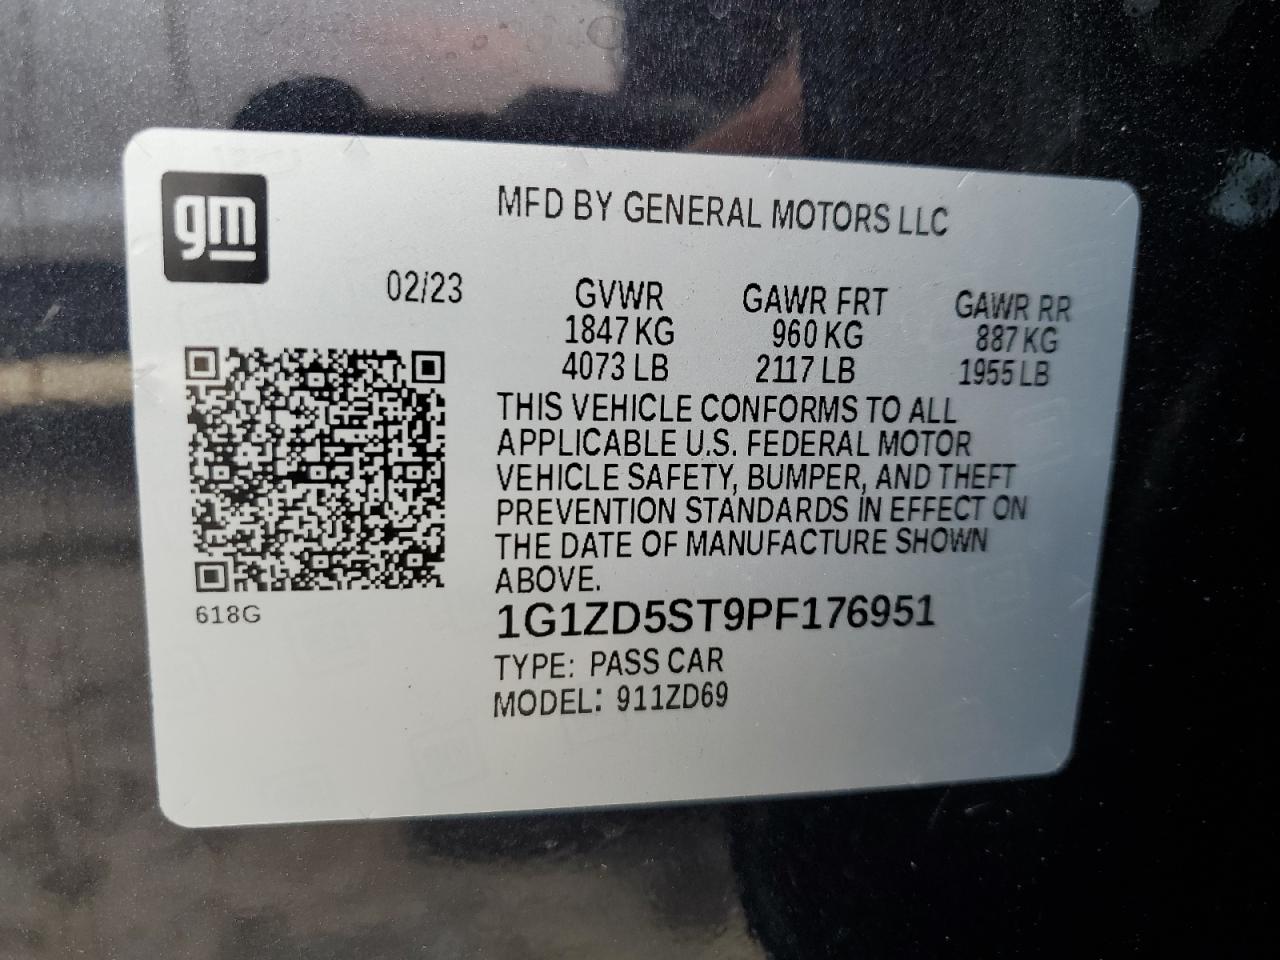 gm
MFD BY GENERAL MOTORS LLC
02/23
GVWR GAWR FRT GAWR RR
1847 KG 960 KG 887 KG
4073 LB 2117 LB 1955 LB
THIS VEHICLE CONFORMS TO ALL
APPLICABLE U.S. FEDERAL MOTOR
VEHICLE SAFETY, BUMPER, AND THEFT
PREVENTION STANDARDS IN EFFECT ON
THE DATE OF MANUFACTURE SHOWN
ABOVE.
618G
1G1ZD5ST9PF176951
TYPE: PASS CAR
MODEL: 911ZD69